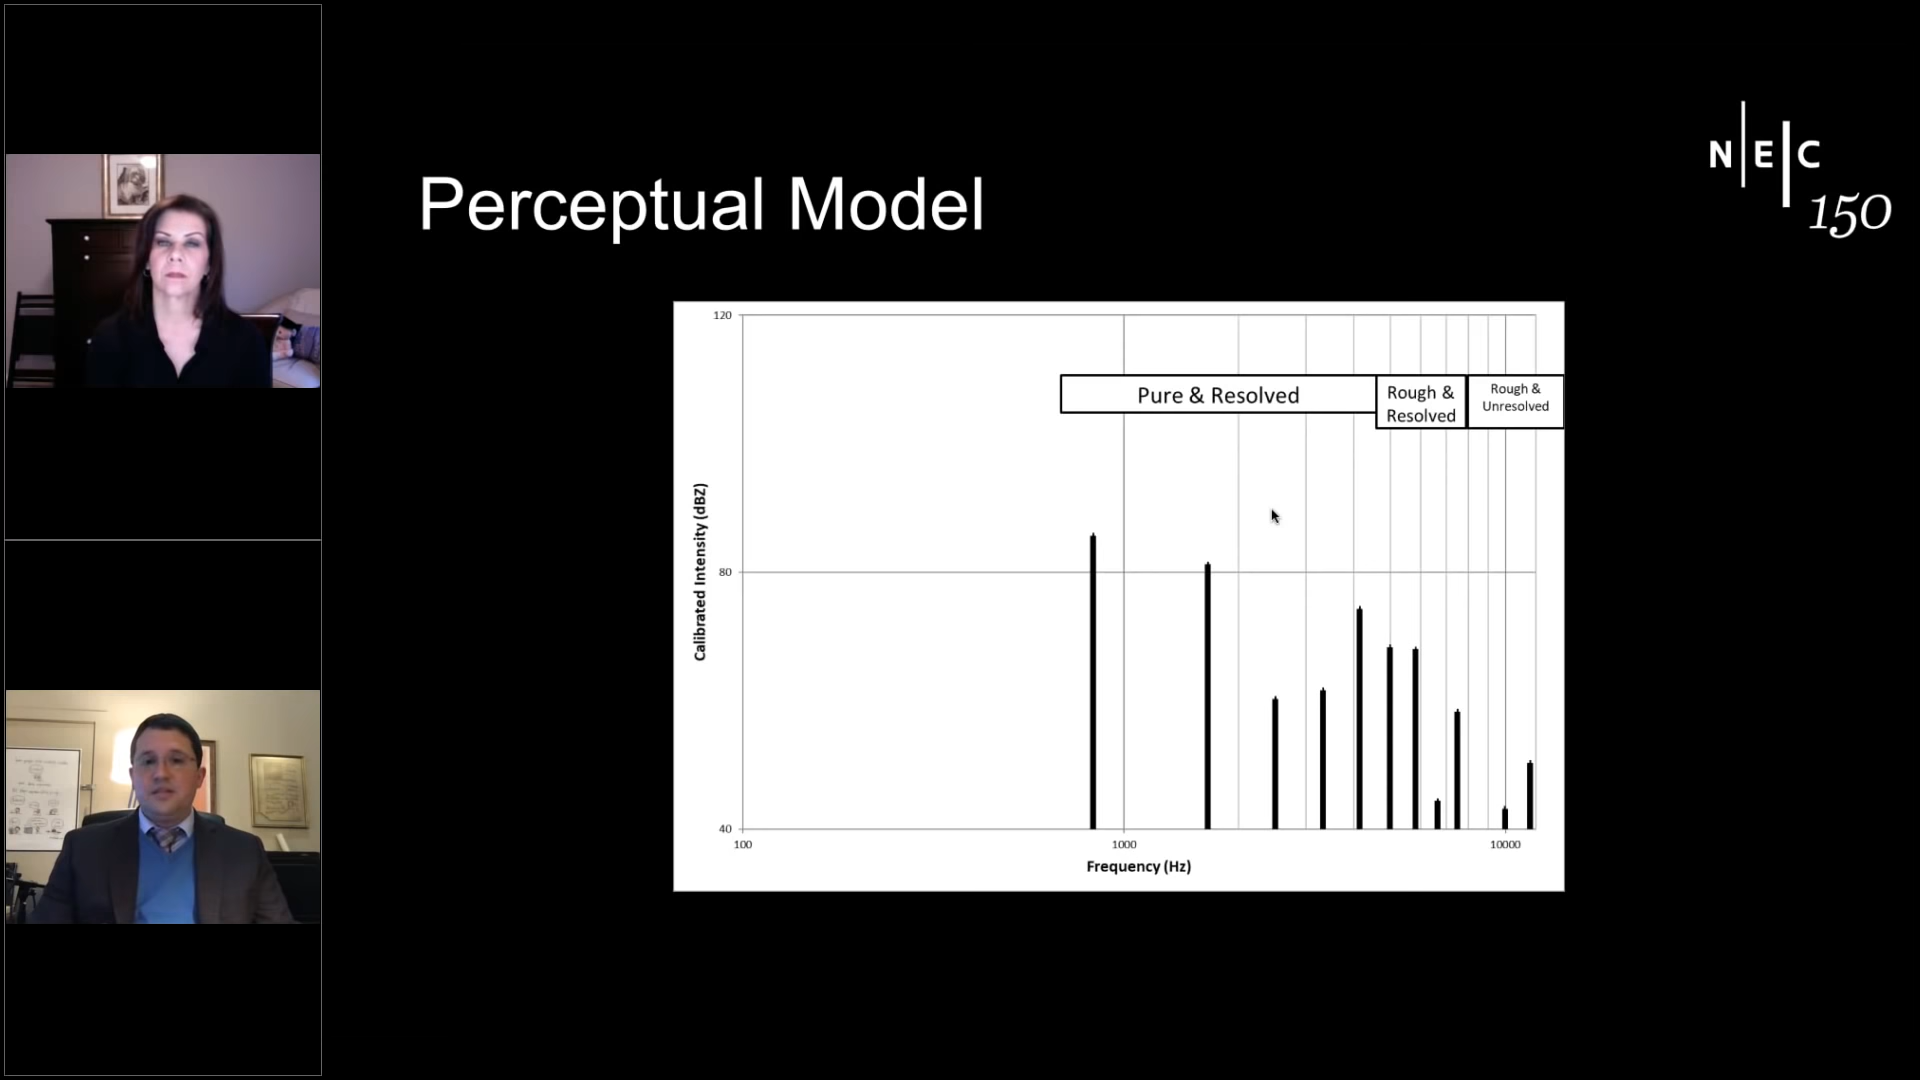 Perceptual Model
N E C
150
120
Pure & Resolved
Rough &
Resolved
Rough &
Unresolved
Calibrated Intensity (dBZ)
80
40
100
1000
10000
Frequency (Hz)